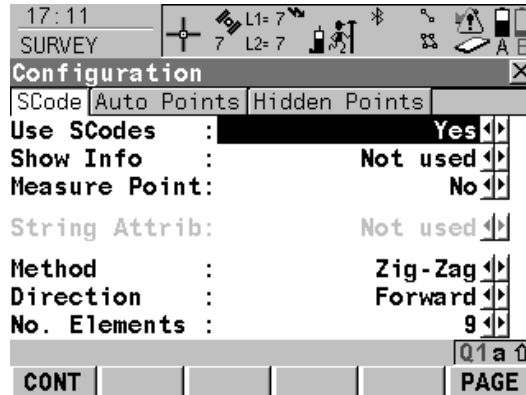 17:11
SURVEY
7 L1= 7
L2= 7
A B
Configuration
SCode Auto Points Hidden Points
Use SCodes : Yes
Show Info : Not used
Measure Point: No
String Attrib: Not used
Method : Zig-Zag
Direction : Forward
No. Elements : 9
Q1 a
CONT PAGE